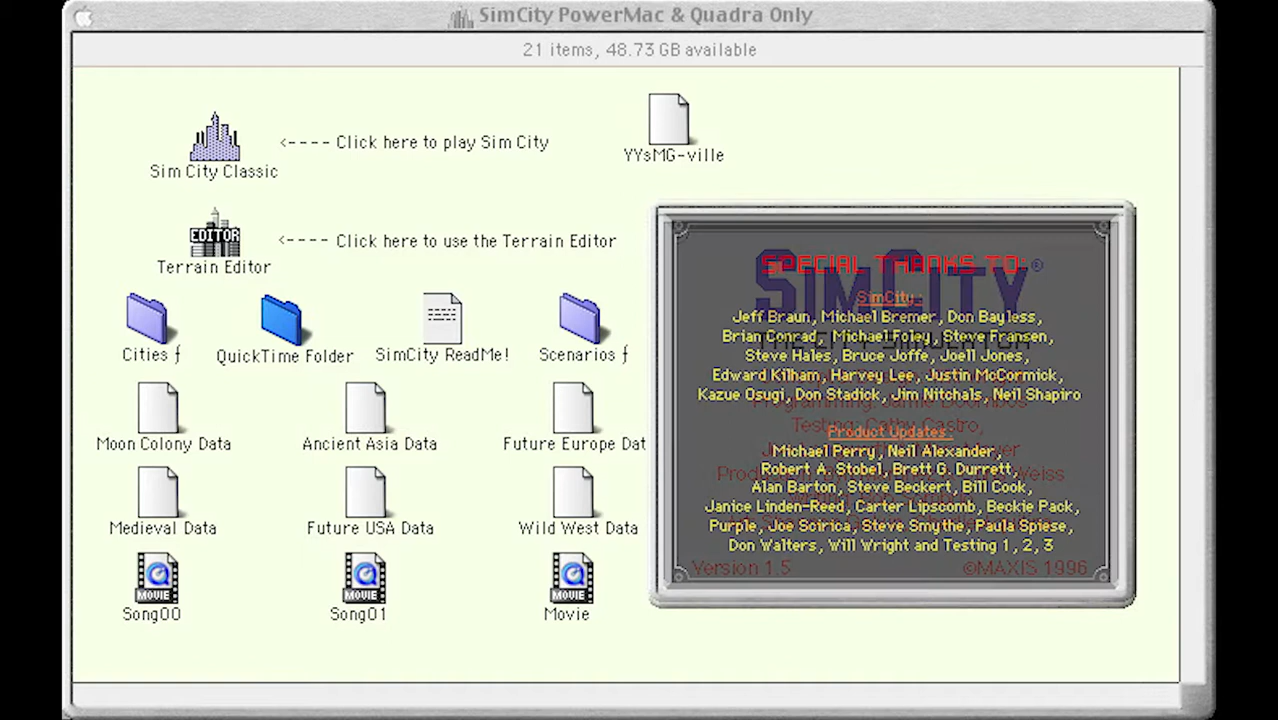 SimCity PowerMac & Quadra Only
21 items, 48.73 GB available
Sim City Classic
<---- Click here to play Sim City
YYsMG-ville
EDITOR
Terrain Editor
<---- Click here to use the Terrain Editor
Cities ƒ
QuickTime Folder
SimCity ReadMe!
Scenarios ƒ
Moon Colony Data
Ancient Asia Data
Future Europe Dat
Medieval Data
Future USA Data
Wild West Data
MOVIE
Song00
MOVIE
Song01
MOVIE
Movie
SIMCITY®
SPECIAL THANKS TO:
SimCity:
Jeff Braun, Michael Bremer, Don Bayless,
Brian Conrad, Michael Foley, Steve Fransen,
Steve Hales, Bruce Joffe, Joell Jones,
Edward Kilham, Harvey Lee, Justin McCormick,
Kazue Osugi, Don Stadick, Jim Nitchals, Neil Shapiro
Product Updates:
Michael Perry, Neil Alexander,
Robert A. Stobel, Brett G. Durrett,
Alan Barton, Steve Beckert, Bill Cook,
Janice Linden-Reed, Carter Lipscomb, Beckie Pack,
Purple, Joe Scirica, Steve Smythe, Paula Spiese,
Don Walters, Will Wright and Testing 1, 2, 3
Testing: Cathy Castro,
Version 1.5
©MAXIS 1996